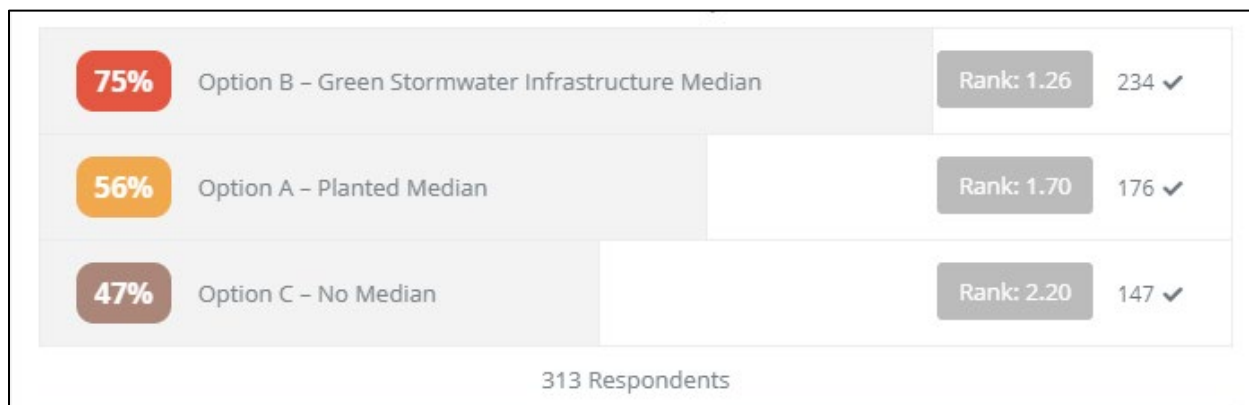 75% Option B – Green Stormwater Infrastructure Median Rank: 1.26 234 ✔
56% Option A – Planted Median Rank: 1.70 176 ✔
47% Option C – No Median Rank: 2.20 147 ✔
313 Respondents